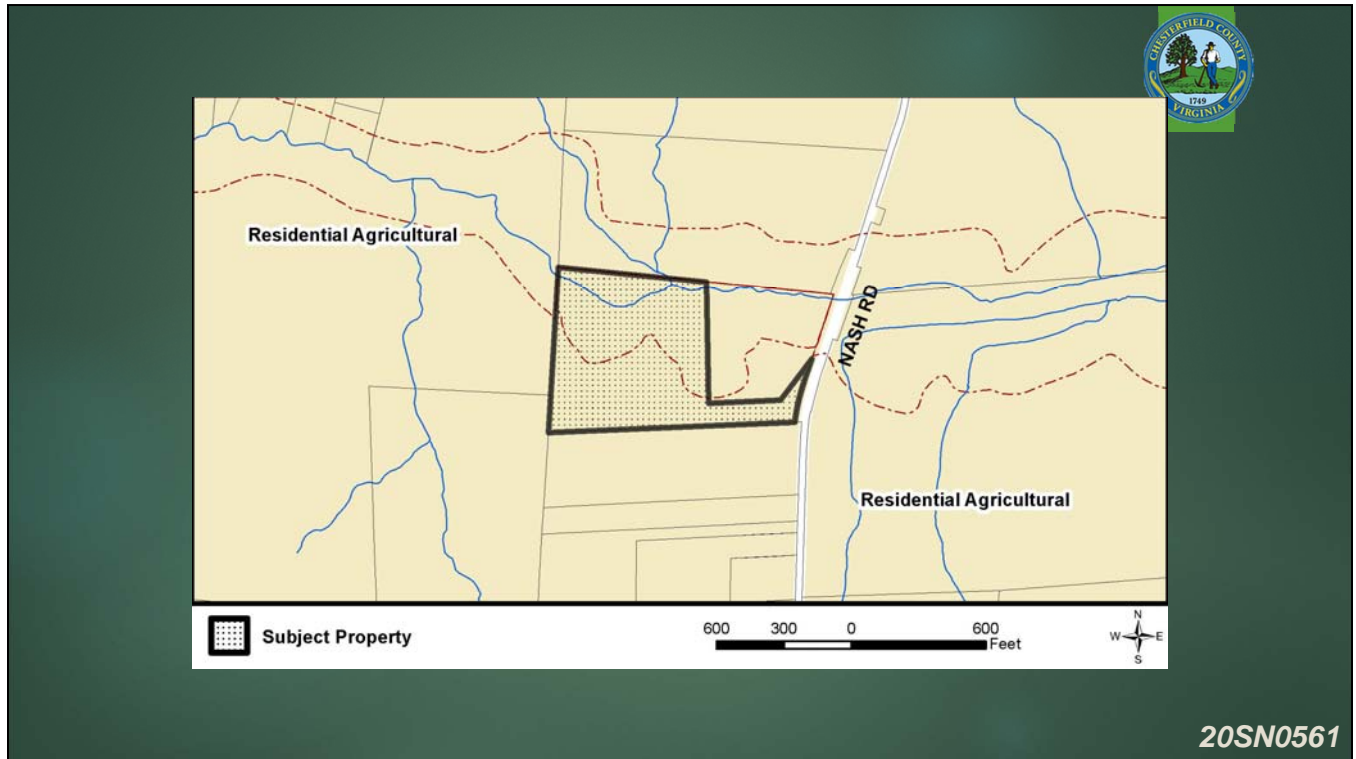 CHESTERFIELD COUNTY
1749
VIRGINIA
Residential Agricultural
NASH RD
Residential Agricultural
Subject Property
600 300 0 600
Feet
N
W E
S
20SN0561